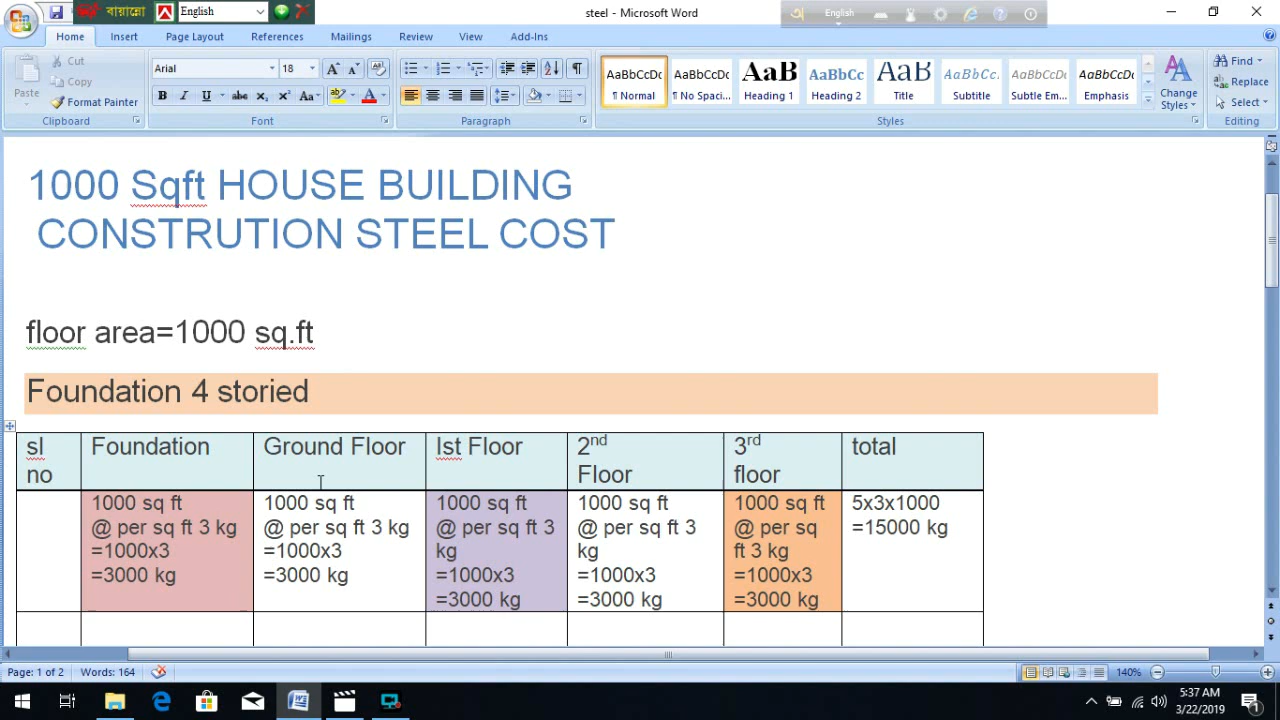 বায়ান্নো
English
steel - Microsoft Word
English
Home
Insert
Page Layout
References
Mailings
Review
View
Add-Ins
Paste
Cut
Copy
Format Painter
Clipboard
Arial
18
Font
Paragraph
AaBbCcDc
¶ Normal
AaBbCcDc
¶ No Spaci...
AaB
Heading 1
AaBbCc
Heading 2
AaB
Title
AaBbCc.
Subtitle
AaBbCcDc
Subtle Em...
AaBbCcDc
Emphasis
Change
Styles
Styles
Find
Replace
Select
Editing
1000 Sqft HOUSE BUILDING
CONSTRUTION STEEL COST
floor area=1000 sq.ft
Foundation 4 storied
sl
no
Foundation
Ground Floor
Ist Floor
2nd
Floor
3rd
floor
total
1000 sq ft
@ per sq ft 3 kg
=1000x3
=3000 kg
1000 sq ft
@ per sq ft 3 kg
=1000x3
=3000 kg
1000 sq ft
@ per sq ft 3
kg
=1000x3
=3000 kg
1000 sq ft
@ per sq ft 3
kg
=1000x3
=3000 kg
1000 sq ft
@ per sq
ft 3 kg
=1000x3
=3000 kg
5x3x1000
=15000 kg
Page: 1 of 2
Words: 164
140%
5:37 AM
3/22/2019